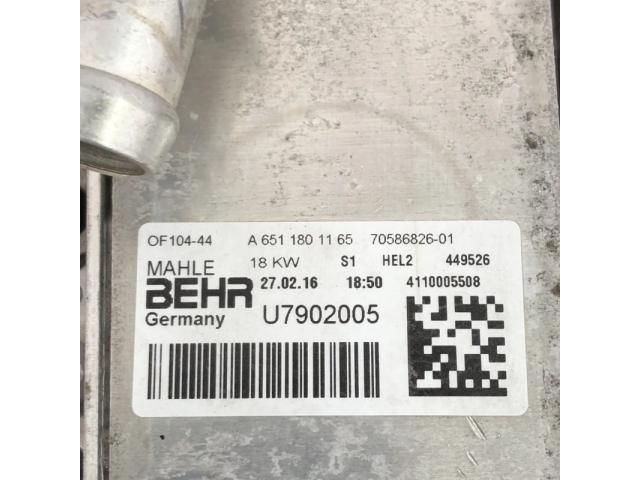 OF104-44 A 651 180 11 65 70586826-01
MAHLE 18 KW S1 HEL2 449526
BEHR 27.02.16 18:50 4110005508
Germany U7902005